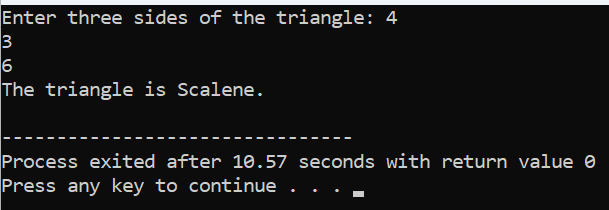 Enter three sides of the triangle: 4
3
6
The triangle is Scalene.
--------------------------------
Process exited after 10.57 seconds with return value 0
Press any key to continue . . .